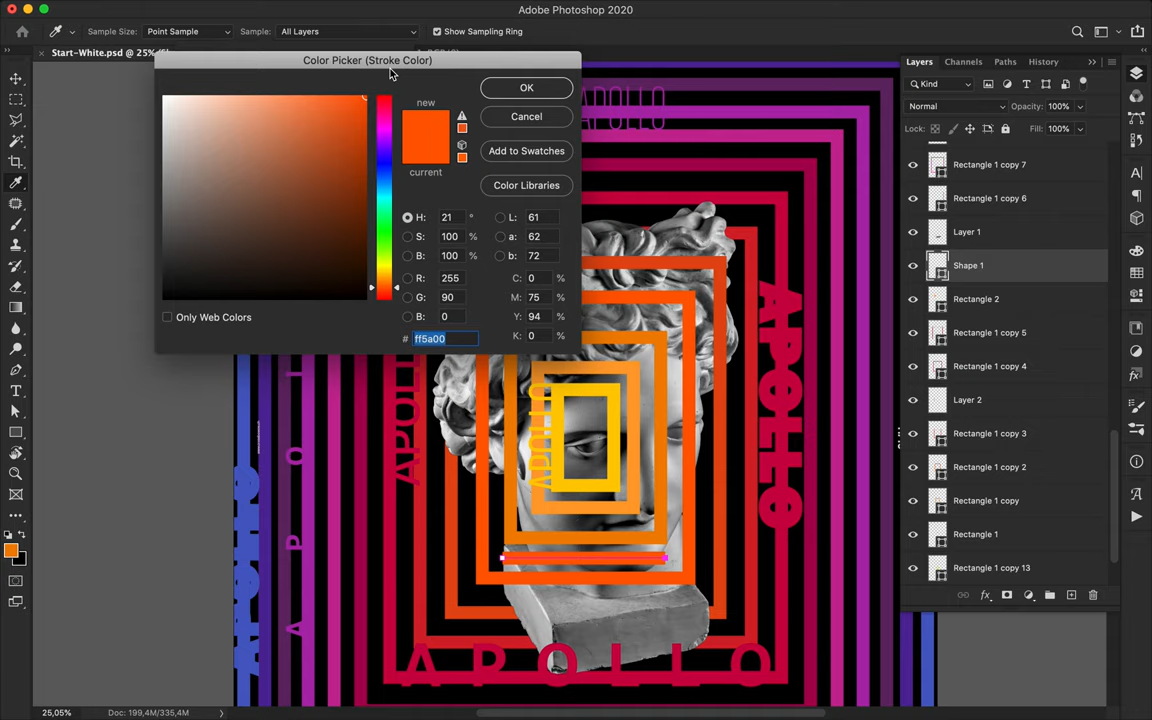 Adobe Photoshop 2020
Sample Size: Point Sample Sample: All Layers Show Sampling Ring
Start-White.psd @ 25%
Color Picker (Stroke Color)
new
current
OK
Cancel
Add to Swatches
Color Libraries
H: 21 ° L: 61
S: 100 % a: 62
B: 100 % b: 72
R: 255 C: 0 %
G: 90 M: 75 %
B: 0 Y: 94 %
# ff5a00 K: 0 %
Only Web Colors
APOLLO
APOLLO
APOLLO
APOLLO
APOLLO
APOLLO
Layers Channels Paths History
Kind
Normal Opacity: 100%
Lock: Fill: 100%
Rectangle 1 copy 7
Rectangle 1 copy 6
Layer 1
Shape 1
Rectangle 2
Rectangle 1 copy 5
Rectangle 1 copy 4
Layer 2
Rectangle 1 copy 3
Rectangle 1 copy 2
Rectangle 1 copy
Rectangle 1
Rectangle 1 copy 13
25,05% Doc: 199,4M/335,4M